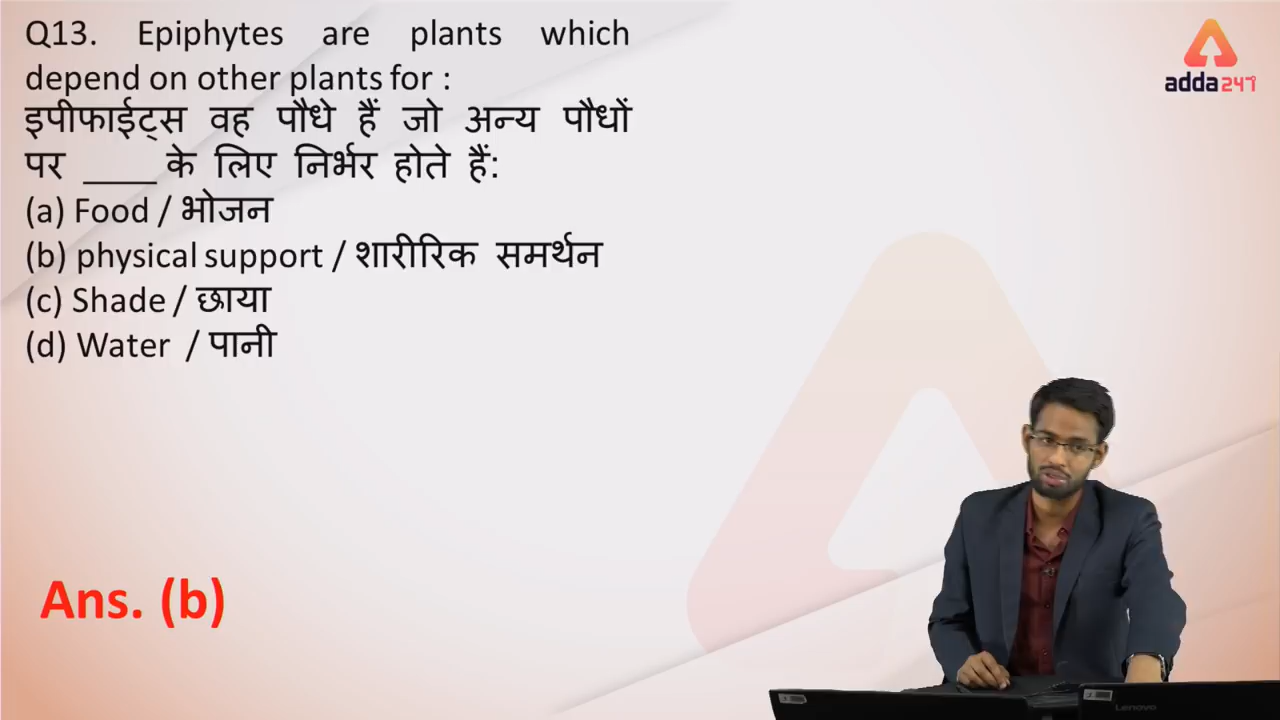 Q13. Epiphytes are plants which
depend on other plants for :
इपीफाईट्स वह पौधे हैं जो अन्य पौधों
पर ____ के लिए निर्भर होते हैं:
(a) Food / भोजन
(b) physical support / शारीरिक समर्थन
(c) Shade / छाया
(d) Water / पानी
Ans. (b)
adda247
Lenovo